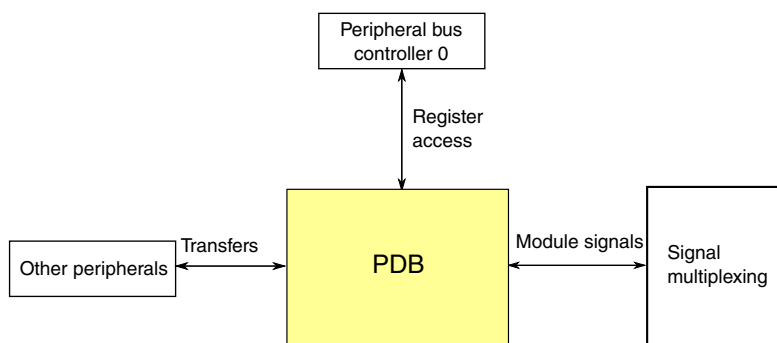 Peripheral bus
controller 0
Register
access
Transfers
Other peripherals
PDB
Module signals
Signal
multiplexing